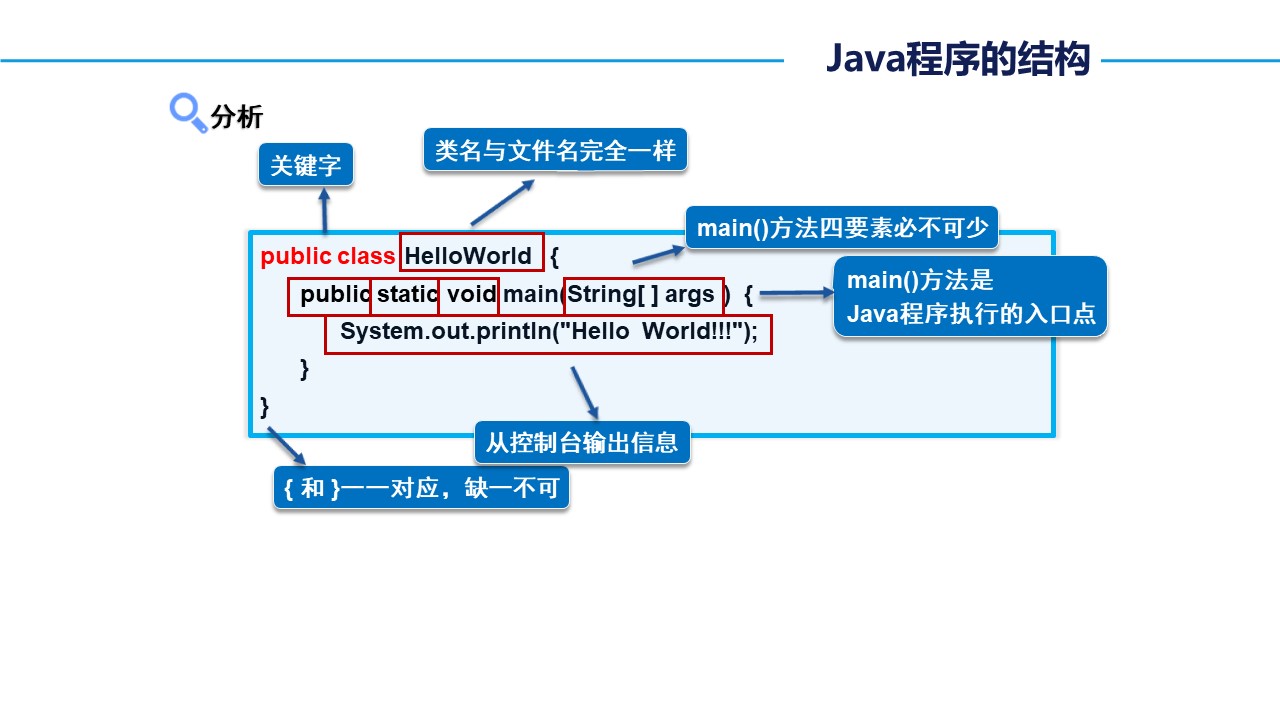 Java程序的结构
分析
关键字
类名与文件名完全一样
main()方法四要素必不可少
public class HelloWorld {
public static void main(String[ ] args ) {
main()方法是
Java程序执行的入口点
System.out.println("Hello World!!!");
}
}
从控制台输出信息
{ 和 }一一对应，缺一不可